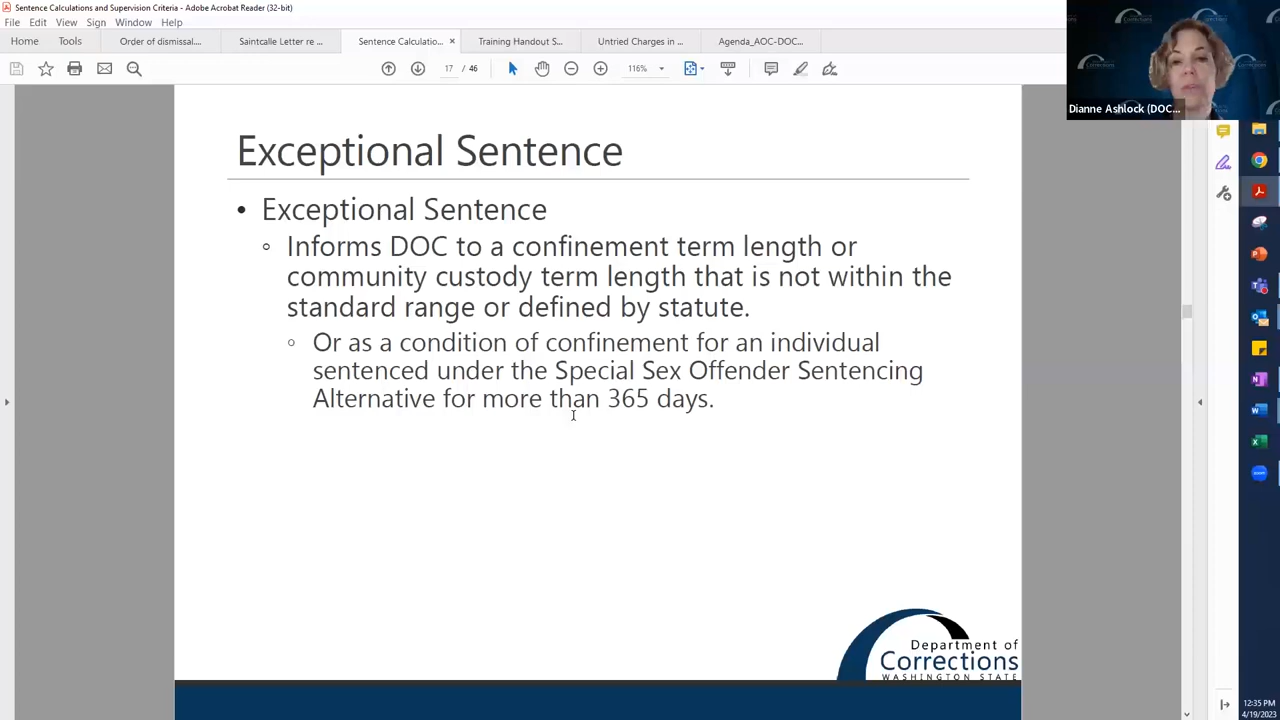 Sentence Calculations and Supervision Criteria - Adobe Acrobat Reader (32-bit)
File Edit View Sign Window Help
Home Tools Order of dismissal.... Saintcalle Letter re ... Sentence Calculatio... × Training Handout S... Untried Charges in ... Agenda_AOC-DOC...
17 / 46 116%
Corrections
Corrections
Dianne Ashlock (DOC...
Exceptional Sentence
• Exceptional Sentence
Informs DOC to a confinement term length or
community custody term length that is not within the
standard range or defined by statute.
Or as a condition of confinement for an individual
sentenced under the Special Sex Offender Sentencing
Alternative for more than 365 days.
Department of
Corrections
WASHINGTON STATE
12:35 PM
4/19/2023